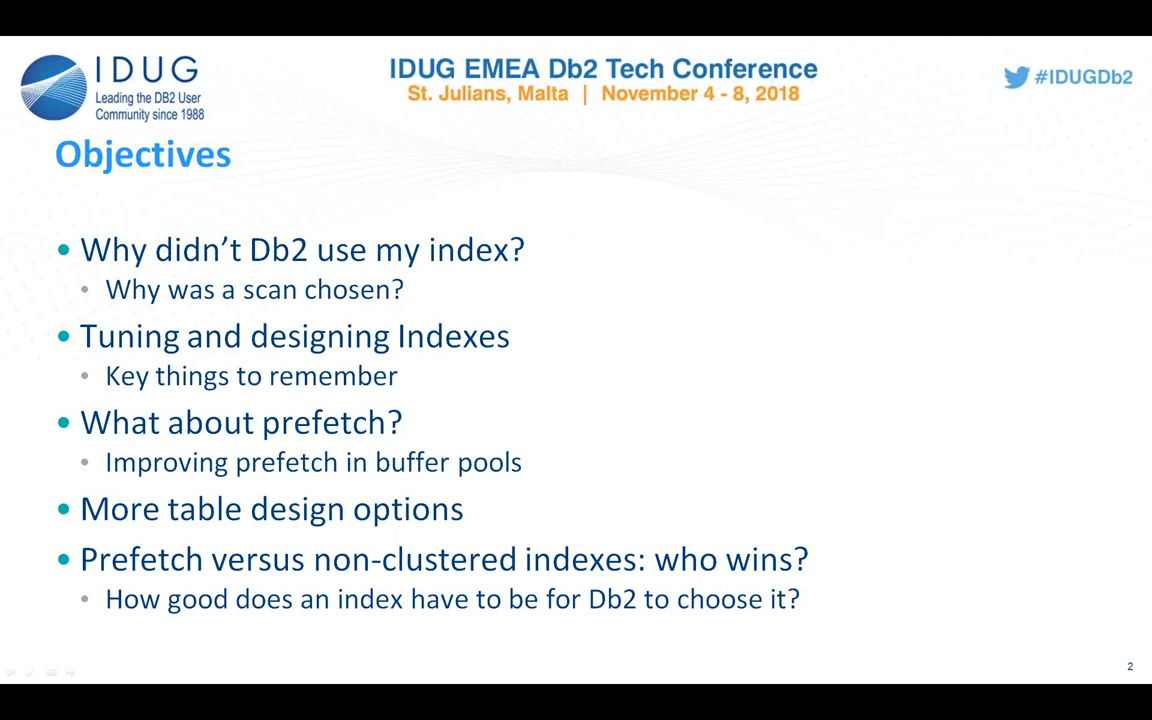 IDUG
Leading the DB2 User
Community since 1988
IDUG EMEA Db2 Tech Conference
St. Julians, Malta | November 4 - 8, 2018
#IDUGDb2
Objectives
• Why didn’t Db2 use my index?
• Why was a scan chosen?
• Tuning and designing Indexes
• Key things to remember
• What about prefetch?
• Improving prefetch in buffer pools
• More table design options
• Prefetch versus non-clustered indexes: who wins?
• How good does an index have to be for Db2 to choose it?
2